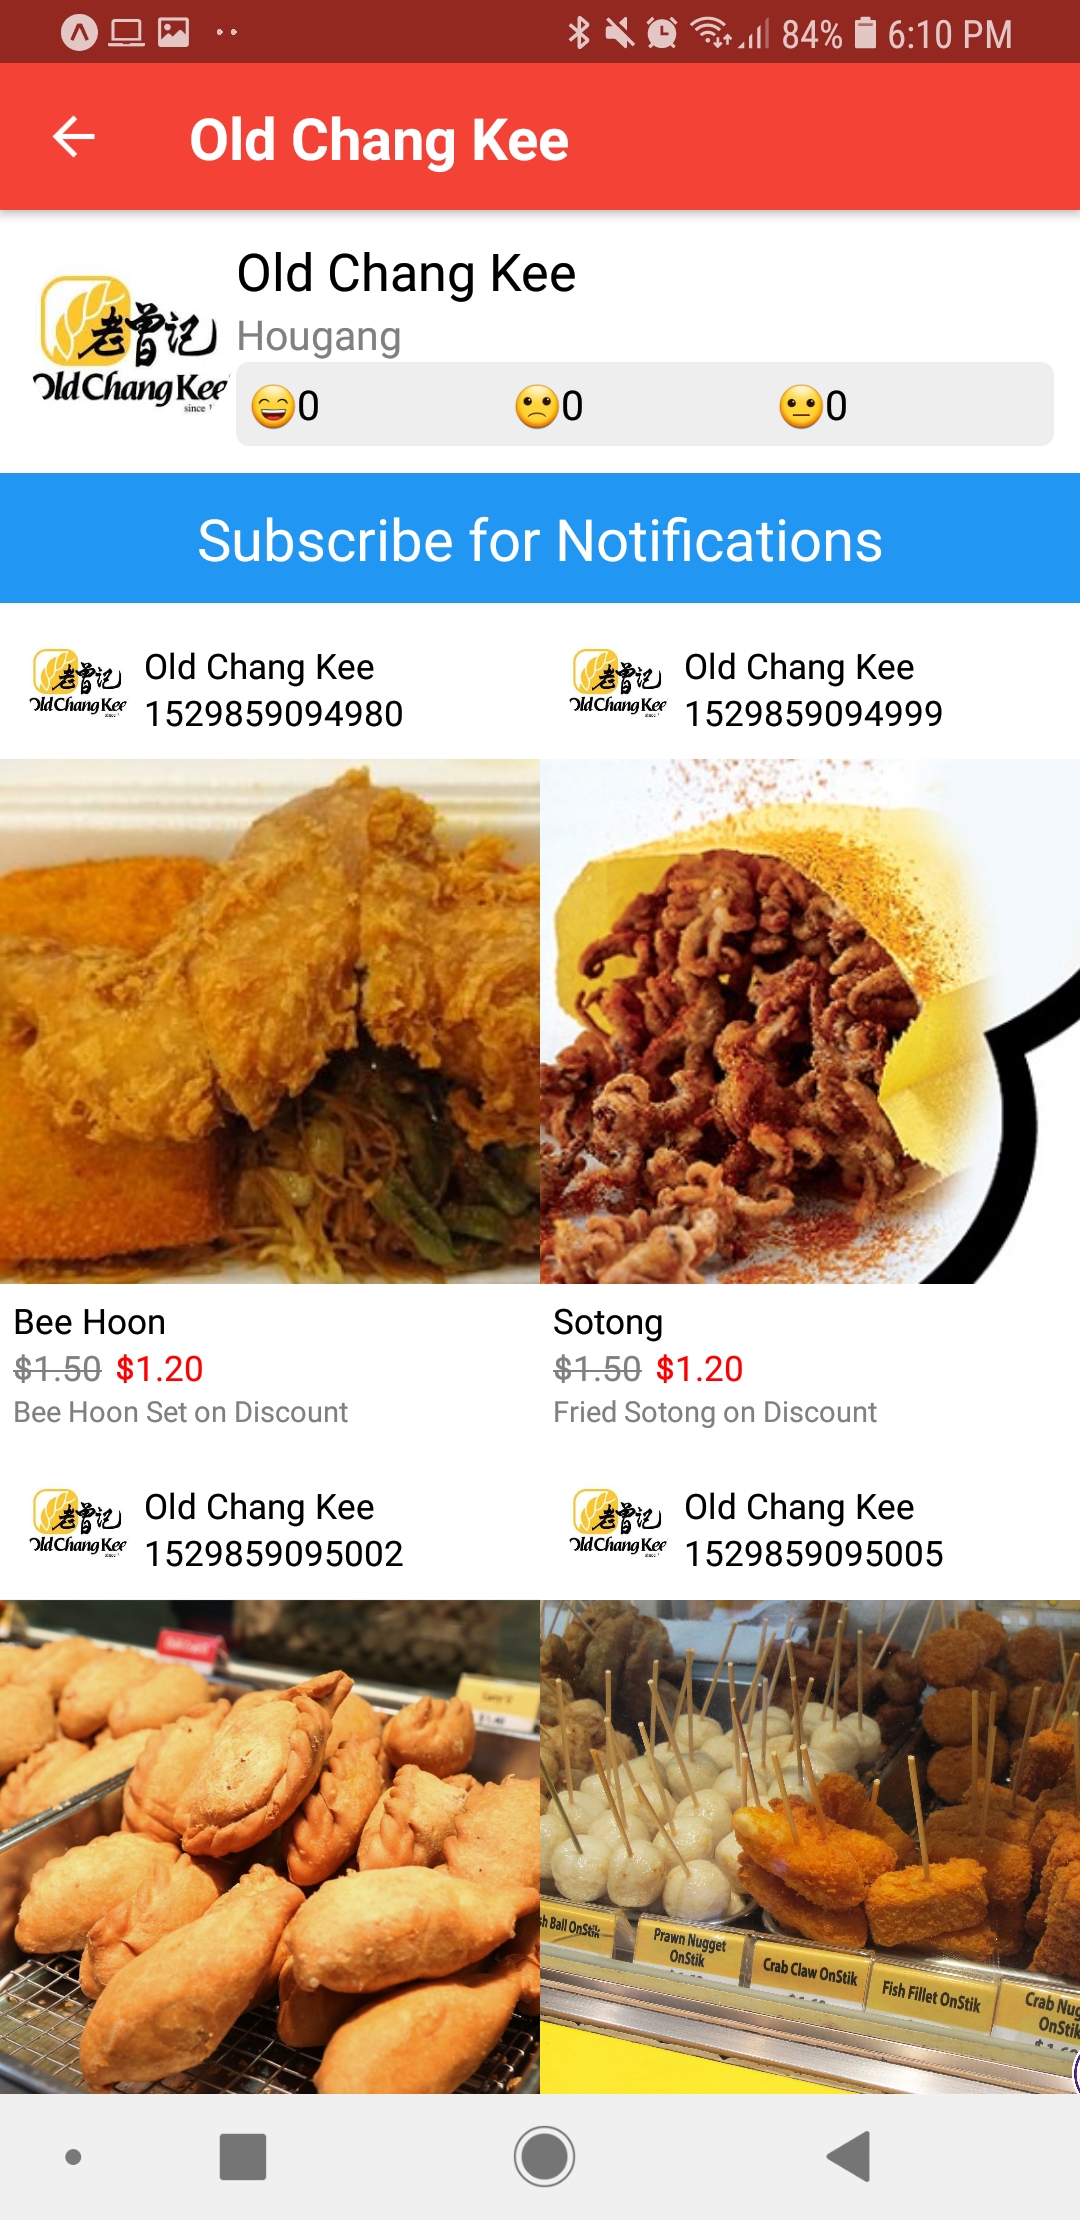 84% 6:10 PM
Old Chang Kee
老曾记
Old Chang Kee
since
Old Chang Kee
Hougang
0 0 0
Subscribe for Notifications
老曾记
Old Chang Kee
Old Chang Kee
1529859094980
老曾记
Old Chang Kee
Old Chang Kee
1529859094999
Bee Hoon
$1.50 $1.20
Bee Hoon Set on Discount
Sotong
$1.50 $1.20
Fried Sotong on Discount
老曾记
Old Chang Kee
Old Chang Kee
1529859095002
老曾记
Old Chang Kee
Old Chang Kee
1529859095005
Ball OnStik
Prawn Nugget
OnStik
Crab Claw OnStik
Fish Fillet OnStik
Crab
OnStik